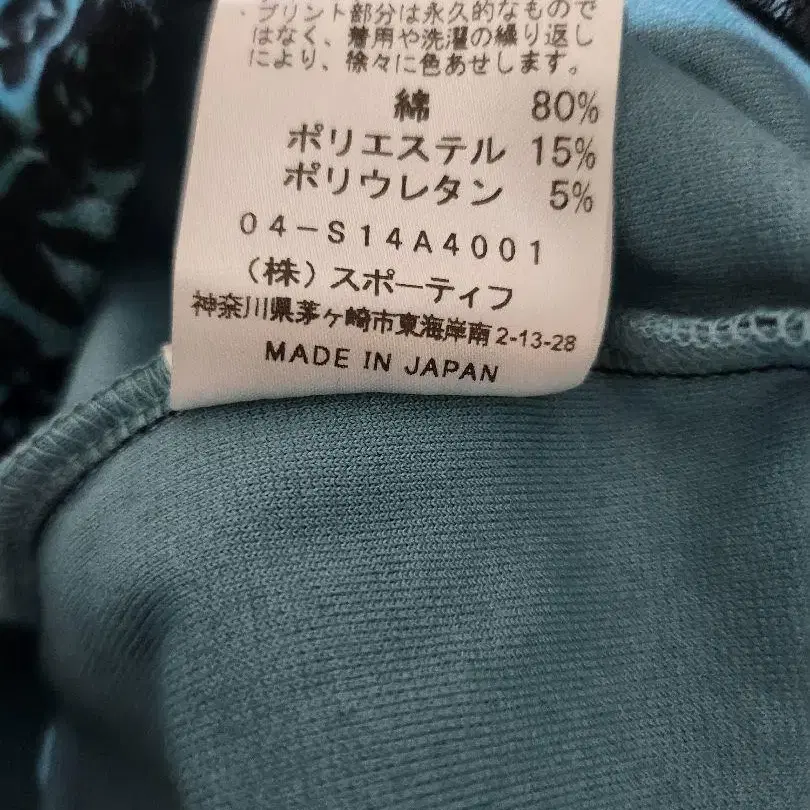 ・プリント部分は永久的なもので
はなく、着用や洗濯の繰り返し
により、徐々に色あせします。
綿 80%
ポリエステル 15%
ポリウレタン 5%
04-S14A4001
（株）スポーティフ
神奈川県茅ヶ崎市東海岸南2-13-28
MADE IN JAPAN